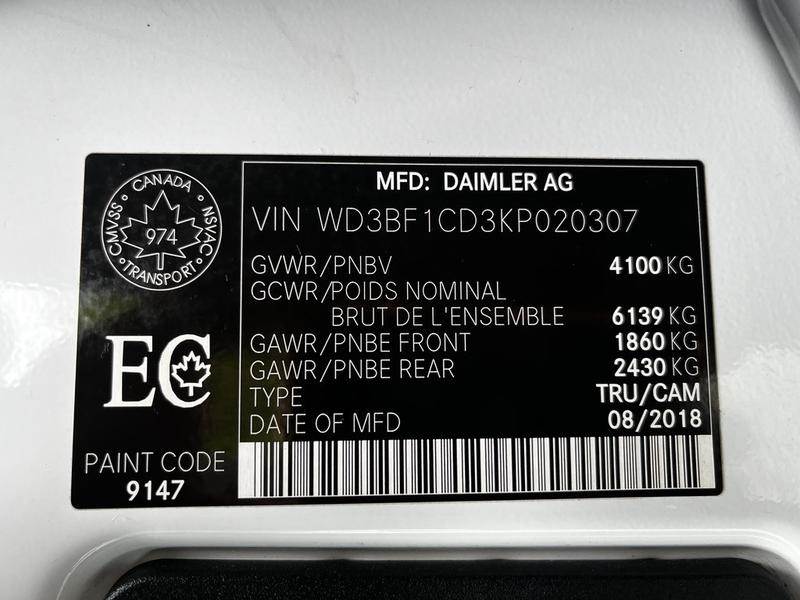 CANADA
CMVSS
974
NSVAC
TRANSPORT
MFD: DAIMLER AG
VIN WD3BF1CD3KP020307
GVWR/PNBV 4100 KG
GCWR/POIDS NOMINAL
BRUT DE L'ENSEMBLE 6139 KG
GAWR/PNBE FRONT 1860 KG
GAWR/PNBE REAR 2430 KG
TYPE TRU/CAM
DATE OF MFD 08/2018
EC
PAINT CODE
9147